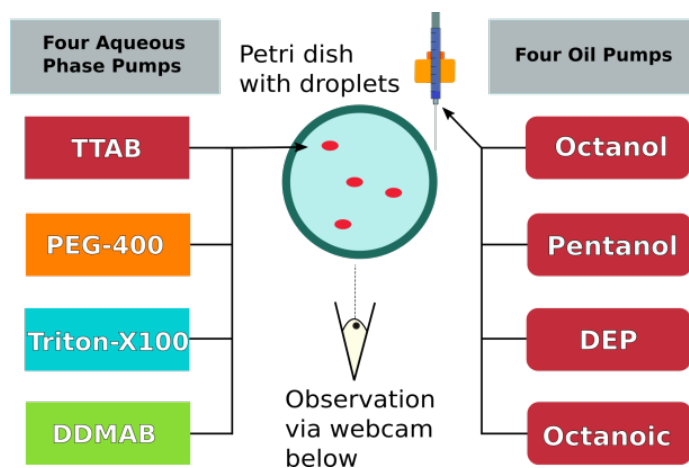 Four Aqueous
Phase Pumps
TTAB
PEG-400
Triton-X100
DDMAB
Petri dish
with droplets
Observation
via webcam
below
Four Oil Pumps
Octanol
Pentanol
DEP
Octanoic